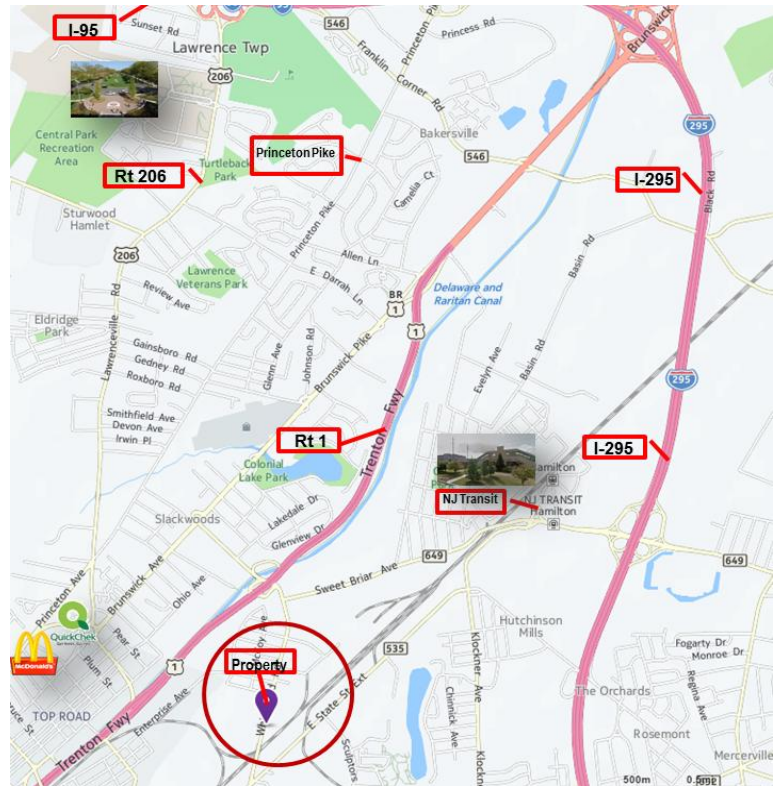 I-95
Sunset Rd
Lawrence Twp
206
546
Franklin
Corner Rd
Princeton Pi
Princess Rd
Brunswick
295
Central Park
Recreation
Area
Rt 206
Turtleback
Park
Princeton Pike
Bakersville
546
Camelia Ct
I-295
Black Rd
Sturwood
Hamlet
Princeton Pike
206
Allen Ln
Basin Rd
Lawrence
Veterans Park
E Darrah Ln
Review Ave
BR
1
Delaware and
Raritan Canal
1
Eldridge
Park
Lawrenceville Rd
Gainsboro Rd
Gedney Rd
Roxboro Rd
Glenn Ave
Johnson Rd
Brunswick Pike
Evelyn Ave
Basin Rd
295
Smithfield Ave
Devon Ave
Irwin Pl
Rt 1
Trenton Fwy
I-295
Colonial
Lake Park
Hamilton
NJ Transit
NJ TRANSIT
Hamilton
Slackwoods
Lakedale Dr
Glenview Dr
649
649
Princeton Ave
Brunswick Ave
Ohio Ave
Sweet Briar Ave
QuickChek
McDonald's
Pear St
Plum St
535
Hutchinson
Mills
Klockner Ave
Fogarty Dr
Monroe Dr
Property
1
Enterprise Ave
E State St Ext
Chinnick Ave
The Orchards
Regina Ave
TOP ROAD
Trenton Fwy
Sculptors
Klockner
Rosemont
Mercerville
500m